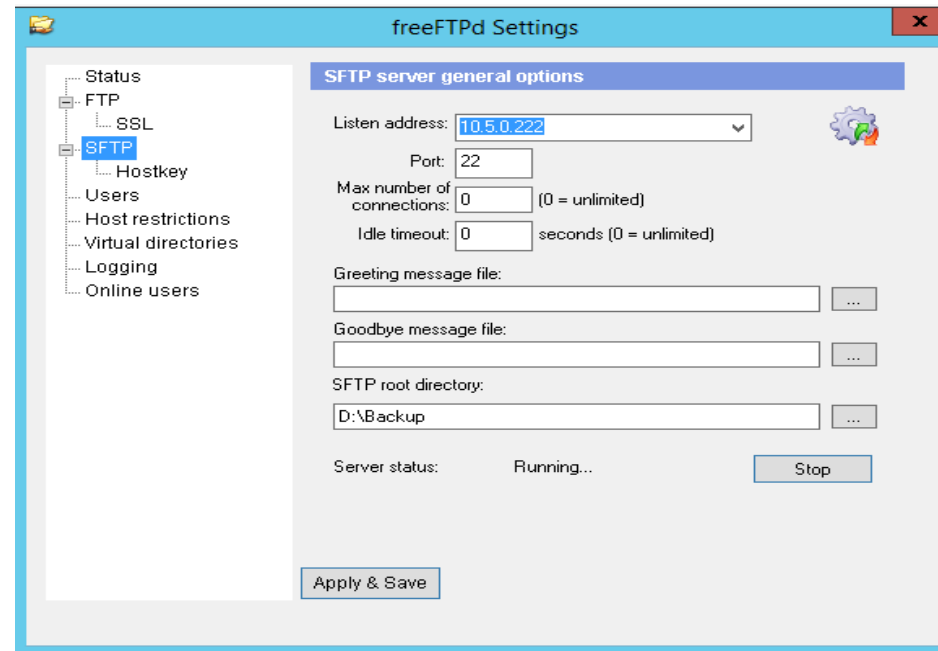 freeFTPd Settings
x
Status
FTP
SSL
SFTP
Hostkey
Users
Host restrictions
Virtual directories
Logging
Online users
SFTP server general options
Listen address: 10.5.0.222
Port: 22
Max number of
connections: 0 (0 = unlimited)
Idle timeout: 0 seconds (0 = unlimited)
Greeting message file:
...
Goodbye message file:
...
SFTP root directory:
D:\Backup ...
Server status: Running... Stop
Apply & Save